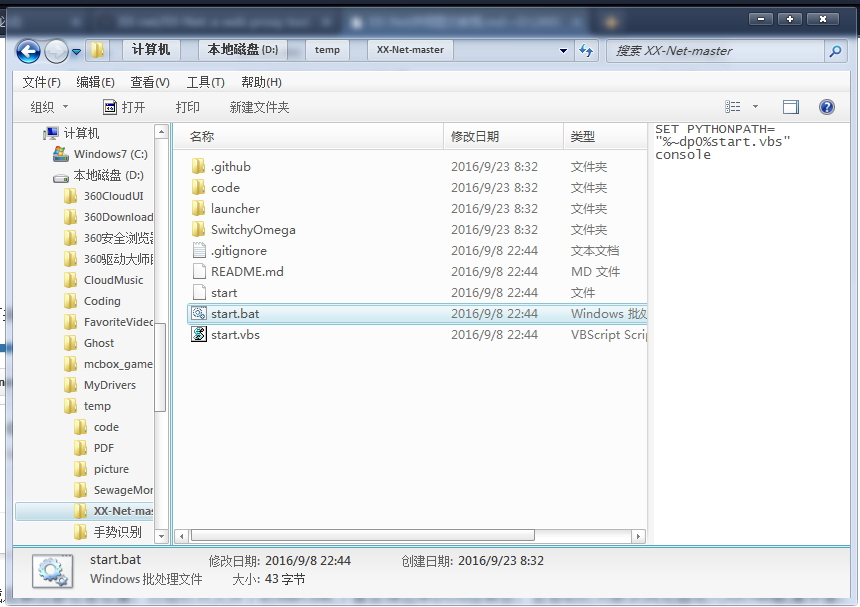 计算机 本地磁盘 (D:) temp XX-Net-master 搜索 XX-Net-master
文件(F) 编辑(E) 查看(V) 工具(T) 帮助(H)
组织 打开 打印 新建文件夹
计算机
Windows7 (C:)
本地磁盘 (D:)
360CloudUI
360Download
360安全浏览器
360驱动大师目
CloudMusic
Coding
FavoriteVideo
Ghost
mcbox_game
MyDrivers
temp
code
PDF
picture
SewageMor
XX-Net-mas
手势识别
名称 修改日期 类型
.github 2016/9/23 8:32 文件夹
code 2016/9/23 8:32 文件夹
launcher 2016/9/23 8:32 文件夹
SwitchyOmega 2016/9/23 8:32 文件夹
.gitignore 2016/9/8 22:44 文本文档
README.md 2016/9/8 22:44 MD 文件
start 2016/9/8 22:44 文件
start.bat 2016/9/8 22:44 Windows 批处
start.vbs 2016/9/8 22:44 VBScript Scrip
SET PYTHONPATH=
"%~dp0%start.vbs"
console
start.bat 修改日期: 2016/9/8 22:44 创建日期: 2016/9/23 8:32
Windows 批处理文件 大小: 43 字节